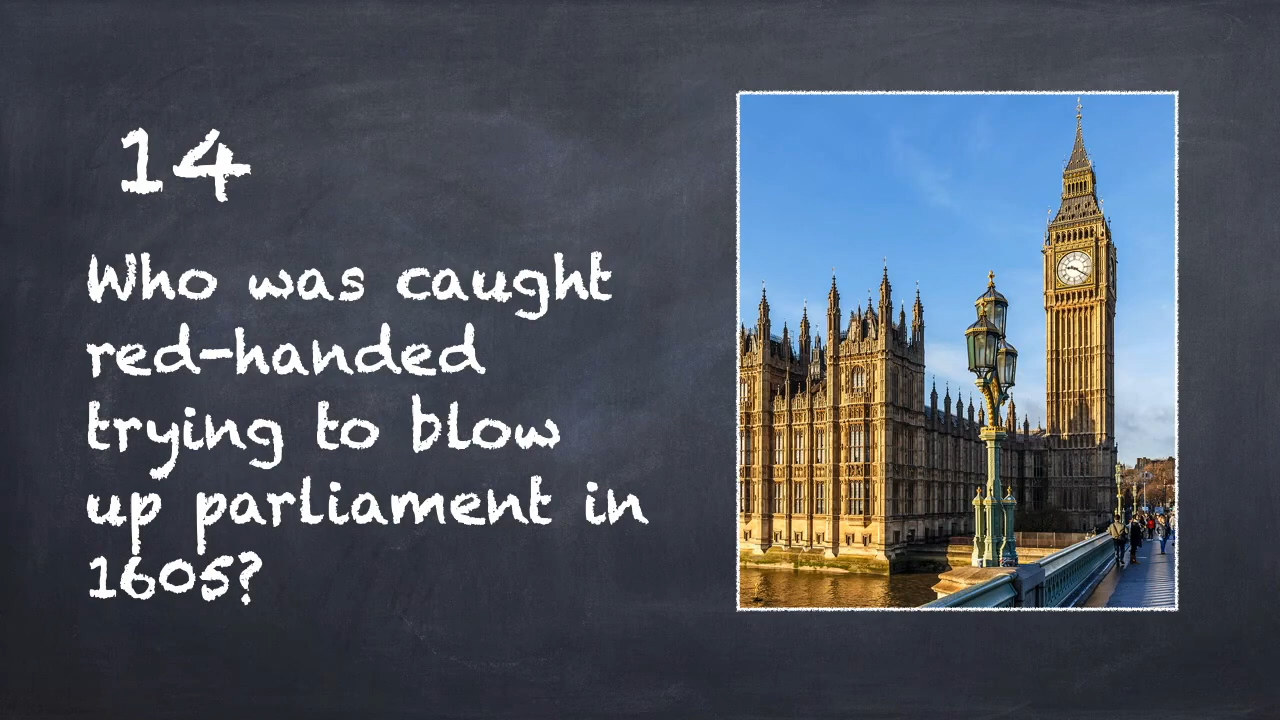 14
Who was caught
red-handed
trying to blow
up parliament in
1605?